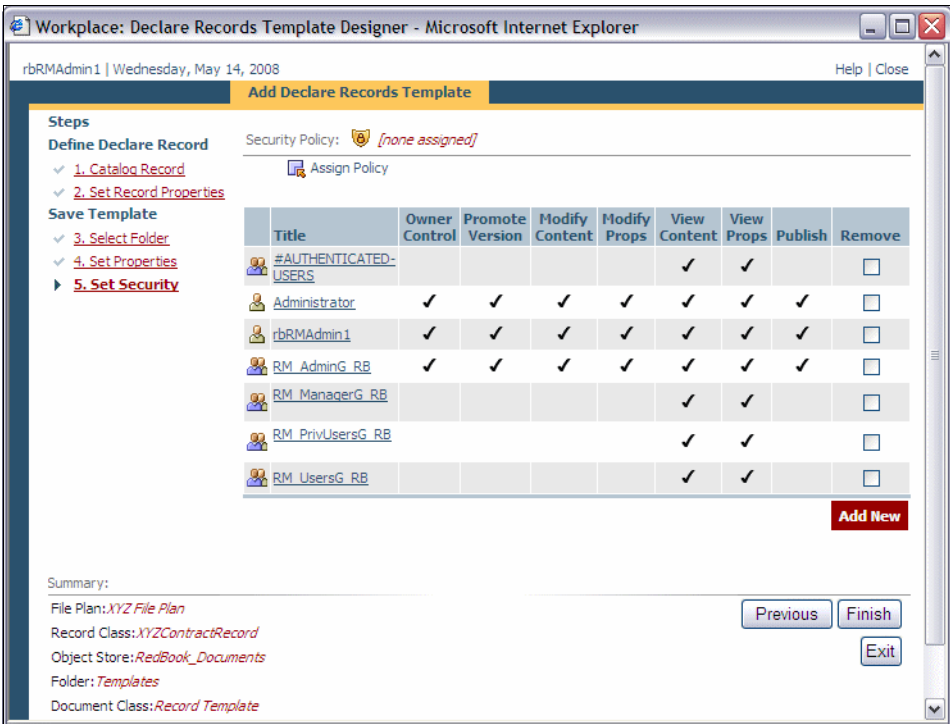 Workplace: Declare Records Template Designer - Microsoft Internet Explorer
rbRMAdmin1 | Wednesday, May 14, 2008
Help | Close
Add Declare Records Template
Steps
Define Declare Record
1. Catalog Record
2. Set Record Properties
Save Template
3. Select Folder
4. Set Properties
5. Set Security
Security Policy: [none assigned]
Assign Policy
Title Owner Control Promote Version Modify Content Modify Props View Content View Props Publish Remove
#AUTHENTICATED-
USERS
Administrator
rbRMAdmin1
RM_AdminG_RB
RM_ManagerG_RB
RM_PrivUsersG_RB
RM_UsersG_RB
Add New
Summary:
File Plan:XYZ File Plan
Record Class:XYZContractRecord
Object Store:RedBook_Documents
Folder:Templates
Document Class:Record Template
Previous Finish
Exit